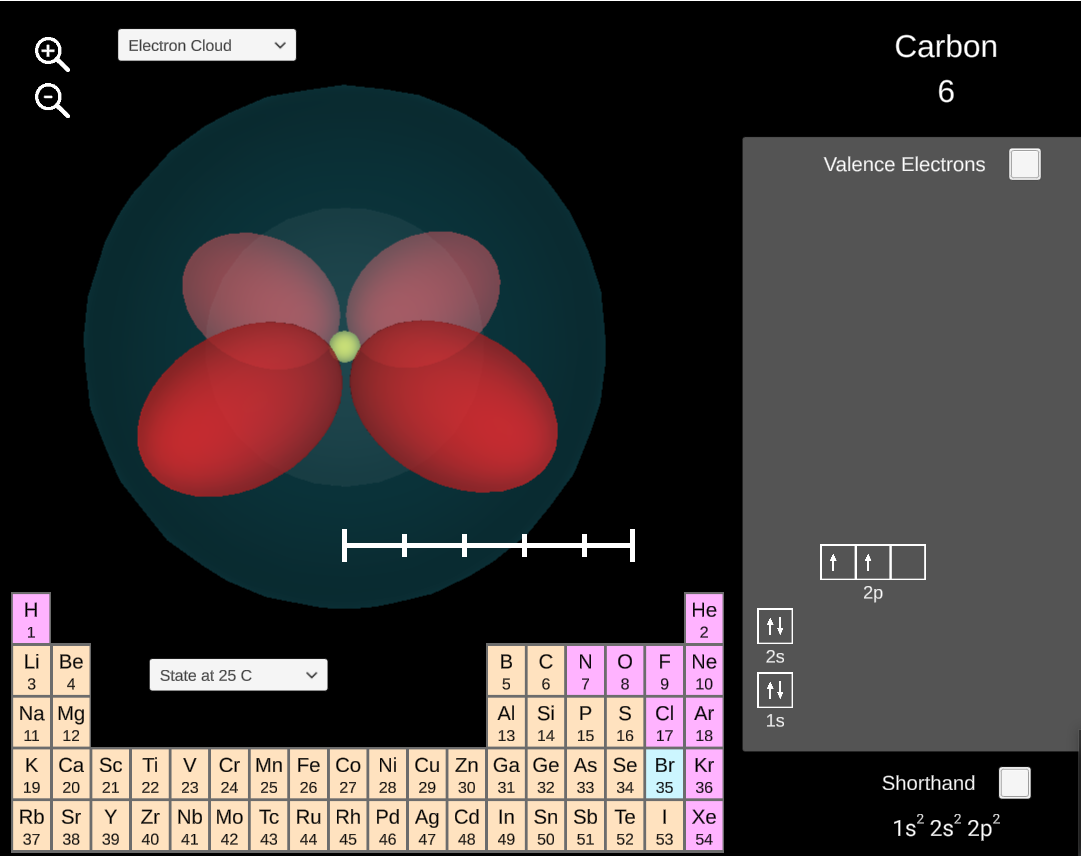 Electron Cloud
Carbon
6
Valence Electrons
2p
2s
1s
State at 25 C
H He
1 2
Li Be B C N O F Ne
3 4 5 6 7 8 9 10
Na Mg Al Si P S Cl Ar
11 12 13 14 15 16 17 18
K Ca Sc Ti V Cr Mn Fe Co Ni Cu Zn Ga Ge As Se Br Kr
19 20 21 22 23 24 25 26 27 28 29 30 31 32 33 34 35 36
Rb Sr Y Zr Nb Mo Tc Ru Rh Pd Ag Cd In Sn Sb Te I Xe
37 38 39 40 41 42 43 44 45 46 47 48 49 50 51 52 53 54
Shorthand
1s² 2s² 2p²